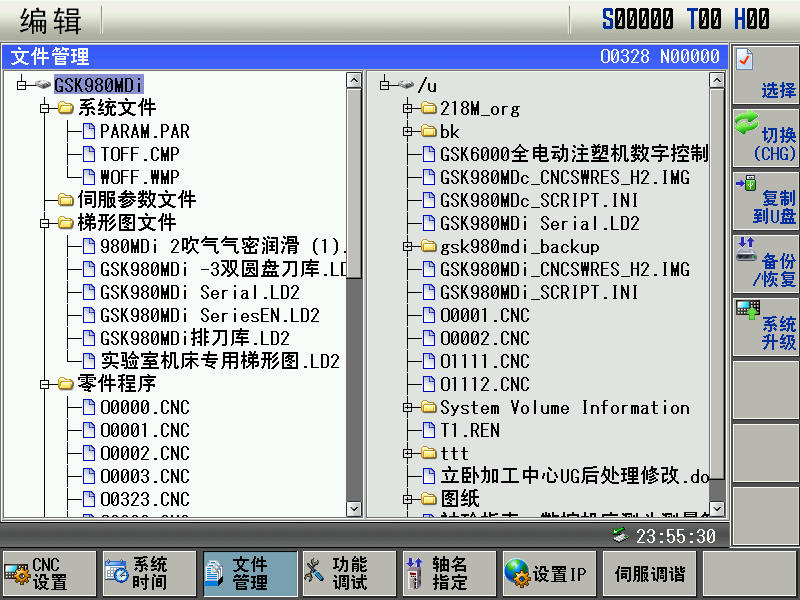 编辑
S00000 T00 H00
文件管理
O0328 N00000
GSK980MDi
系统文件
PARAM.PAR
TOFF.CMP
WOFF.WMP
伺服参数文件
梯形图文件
980MDi 2吹气气密润滑 (1).
GSK980MDi -3双圆盘刀库.LD
GSK980MDi Serial.LD2
GSK980MDi SeriesEN.LD2
GSK980MDi排刀库.LD2
实验室机床专用梯形图.LD2
零件程序
O0000.CNC
O0001.CNC
O0002.CNC
O0003.CNC
O0323.CNC
/u
218M_org
bk
GSK6000全电动注塑机数字控制
GSK980MDc_CNCSWRES_H2.IMG
GSK980MDc_SCRIPT.INI
GSK980MDi Serial.LD2
gsk980mdi_backup
GSK980MDi_CNCSWRES_H2.IMG
GSK980MDi_SCRIPT.INI
O0001.CNC
O0002.CNC
O1111.CNC
O1112.CNC
System Volume Information
T1.REN
ttt
立卧加工中心UG后处理修改.do
图纸
选择
切换
(CHG)
复制
到U盘
备份
/恢复
系统
升级
23:55:30
CNC
设置
系统
时间
文件
管理
功能
调试
轴名
指定
设置IP
伺服调谐